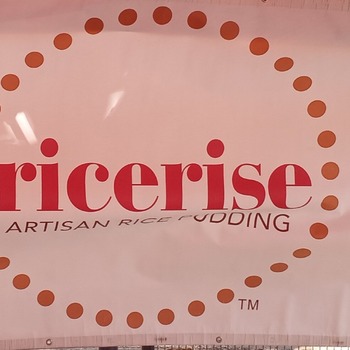 ricerise
ARTISAN RICE PUDDING
TM